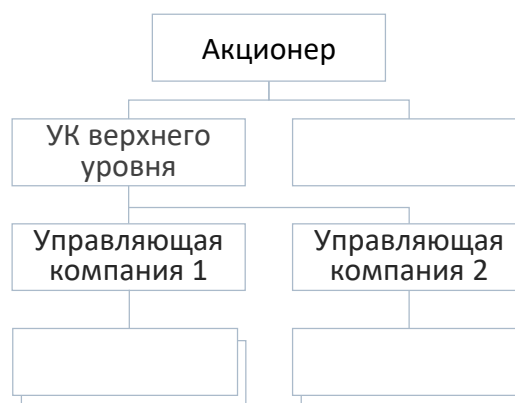 Акционер
УК верхнего
уровня
Управляющая
компания 1
Управляющая
компания 2